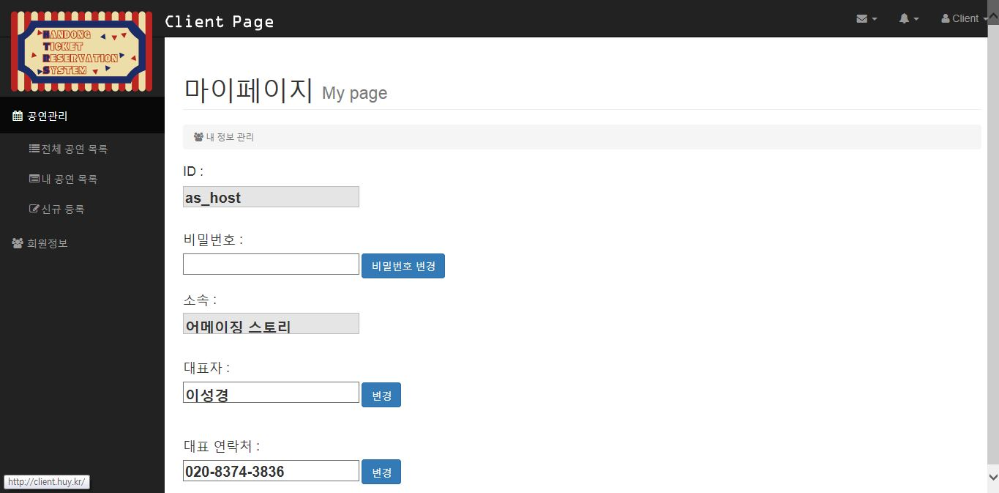 HANDONG
TICKET
RESERVATION
SYSTEM
Client Page
Client
공연관리
전체 공연 목록
내 공연 목록
신규 등록
회원정보
마이페이지 My page
내 정보 관리
ID :
as_host
비밀번호 :
비밀번호 변경
소속 :
어메이징 스토리
대표자 :
이성경
변경
대표 연락처 :
020-8374-3836
변경
http://client.huy.kr/